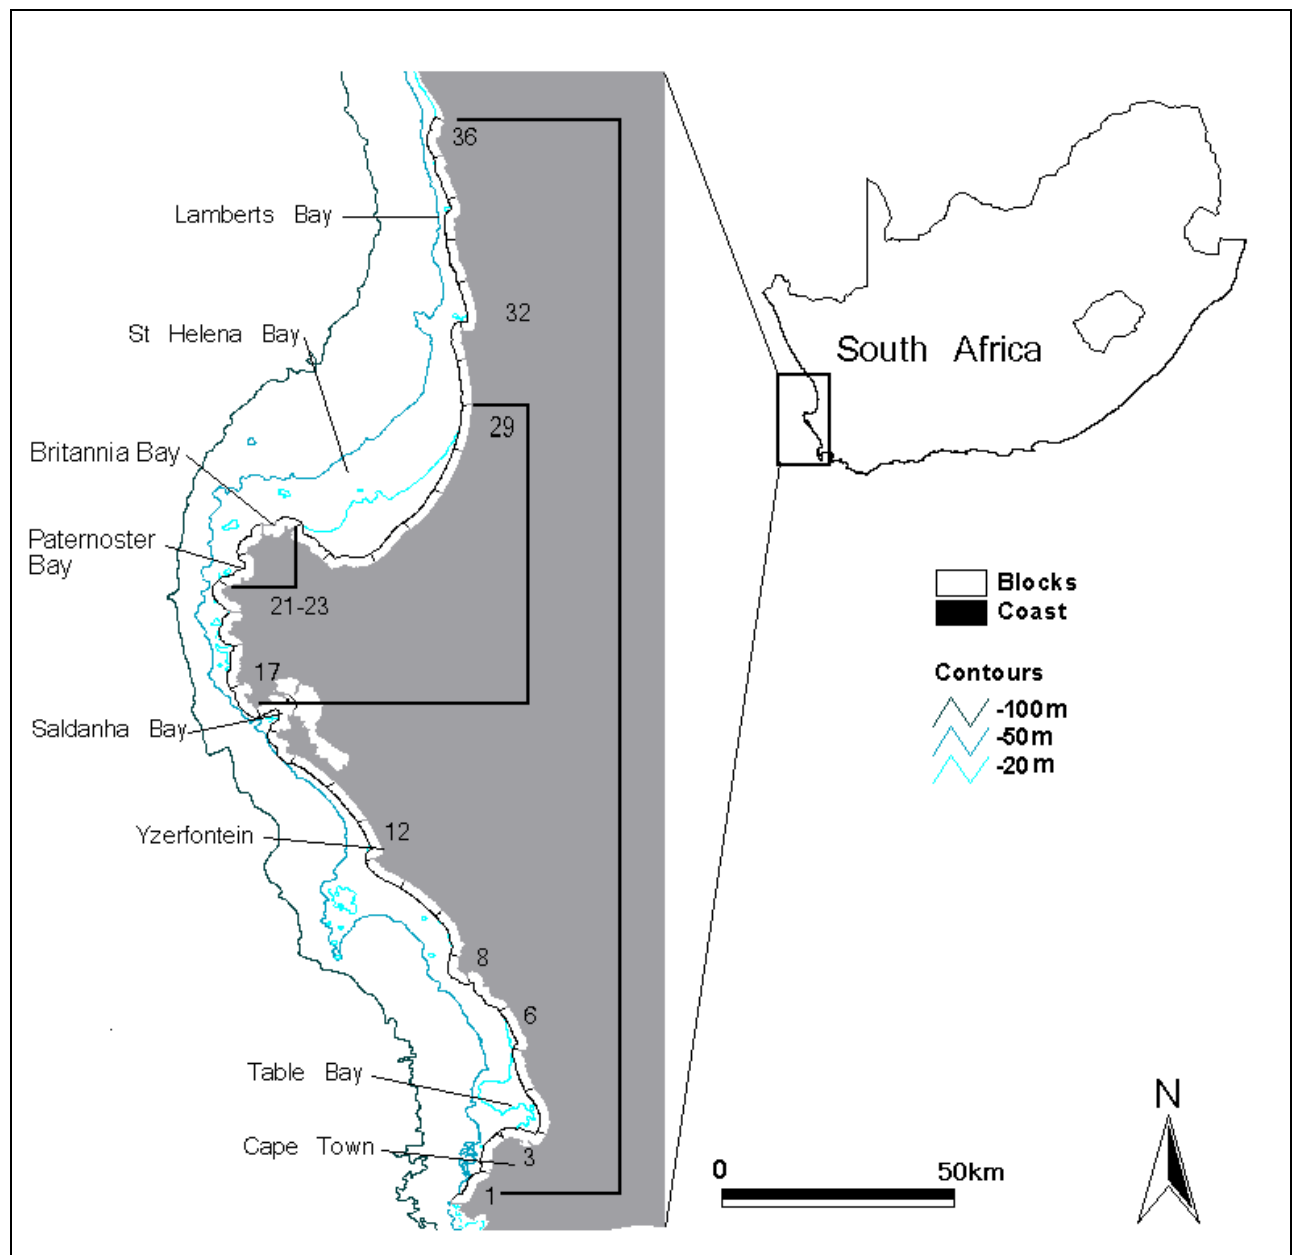 36
Lamberts Bay
32
St Helena Bay
South Africa
29
Britannia Bay
Paternoster
Bay
21-23
Blocks
Coast
17
Contours
-100m
-50m
-20m
Saldanha Bay
Yzerfontein
12
8
6
Table Bay
N
Cape Town
3
0 50km
1